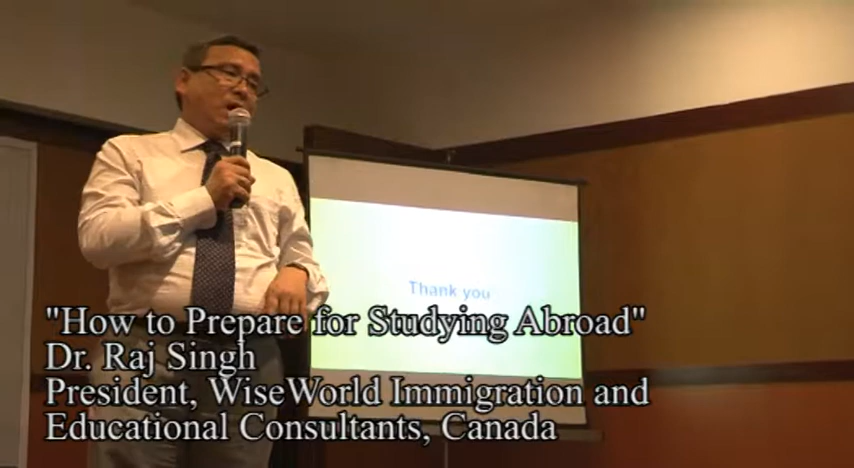 Thank you
"How to Prepare for Studying Abroad"
Dr. Raj Singh
President, WiseWorld Immigration and
Educational Consultants, Canada